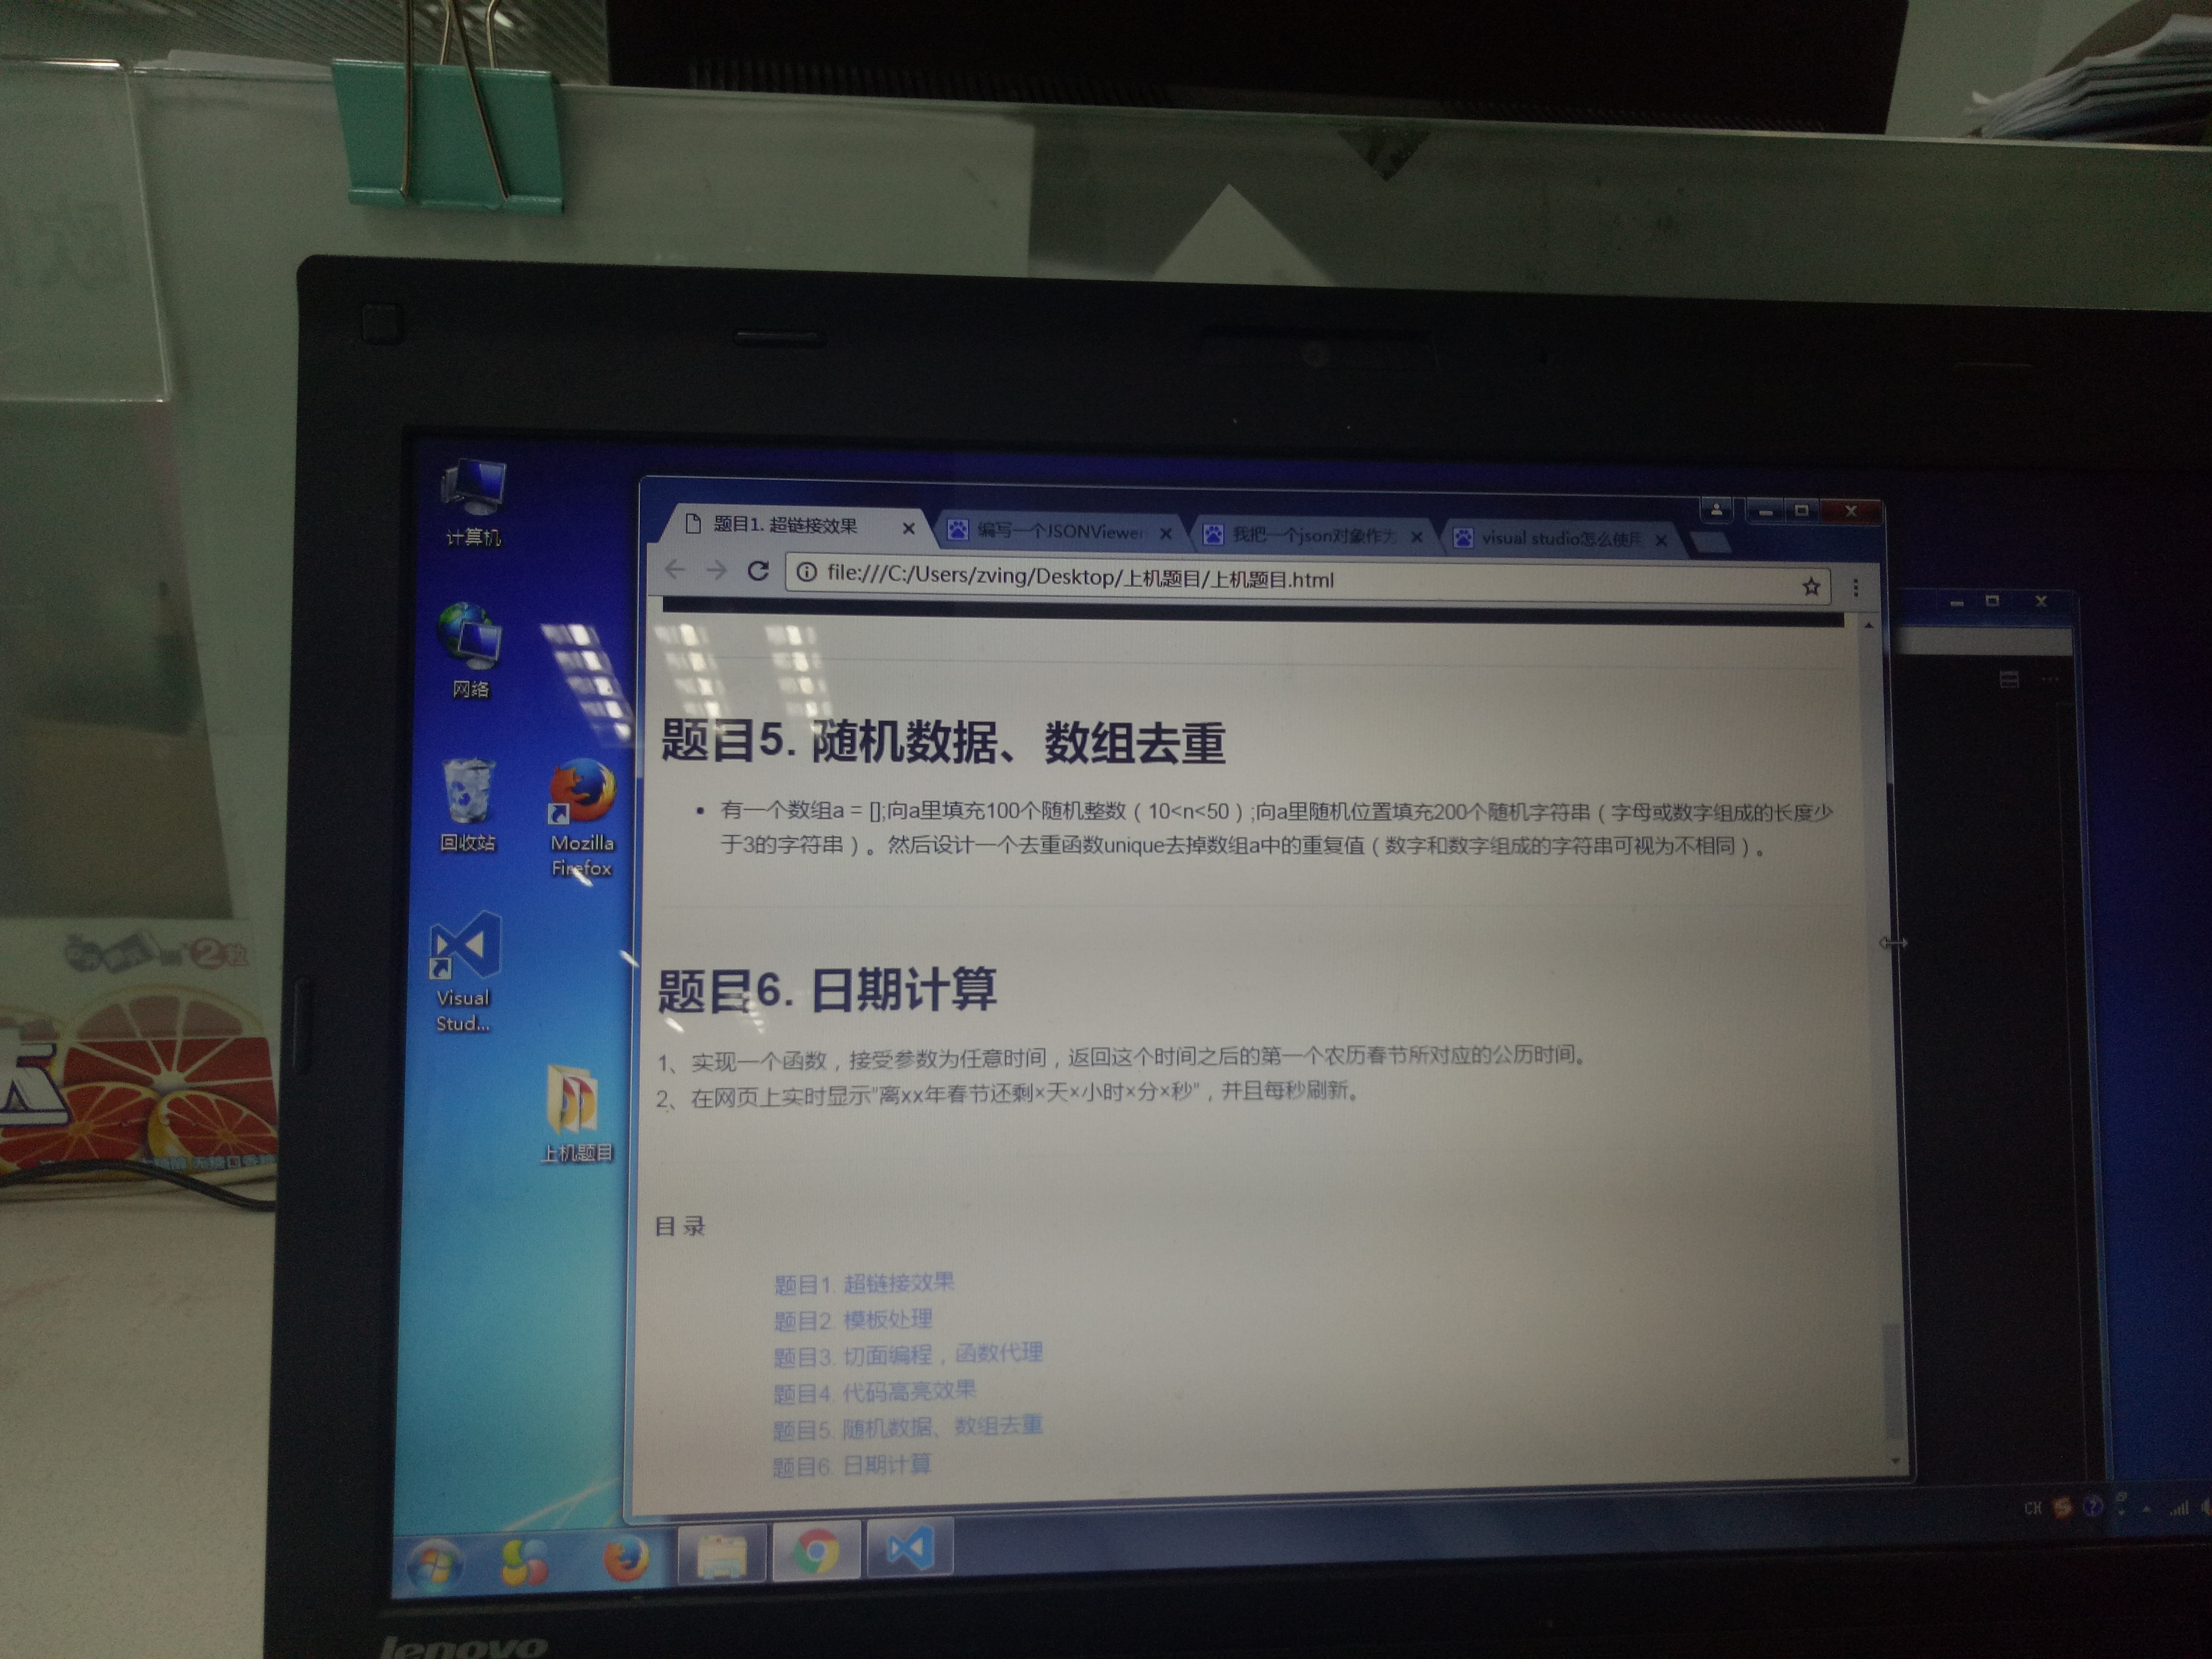 计算机
网络
回收站
Mozilla
Firefox
Visual
Stud...
上机题目
题目1. 超链接效果
编写一个JSONViewer
我把一个json对象作为
visual studio怎么使用
file:///C:/Users/zving/Desktop/上机题目/上机题目.html
题目5. 随机数据、数组去重
• 有一个数组a = [];向a里填充100个随机整数（10<n<50）;向a里随机位置填充200个随机字符串（字母或数字组成的长度少
于3的字符串）。然后设计一个去重函数unique去掉数组a中的重复值（数字和数字组成的字符串可视为不相同）。
题目6. 日期计算
1、实现一个函数，接受参数为任意时间，返回这个时间之后的第一个农历春节所对应的公历时间。
2、在网页上实时显示"离xx年春节还剩×天×小时×分×秒"，并且每秒刷新。
目 录
题目1. 超链接效果
题目2. 模板处理
题目3. 切面编程，函数代理
题目4. 代码高亮效果
题目5. 随机数据、数组去重
题目6. 日期计算
CH
lenovo
2粒